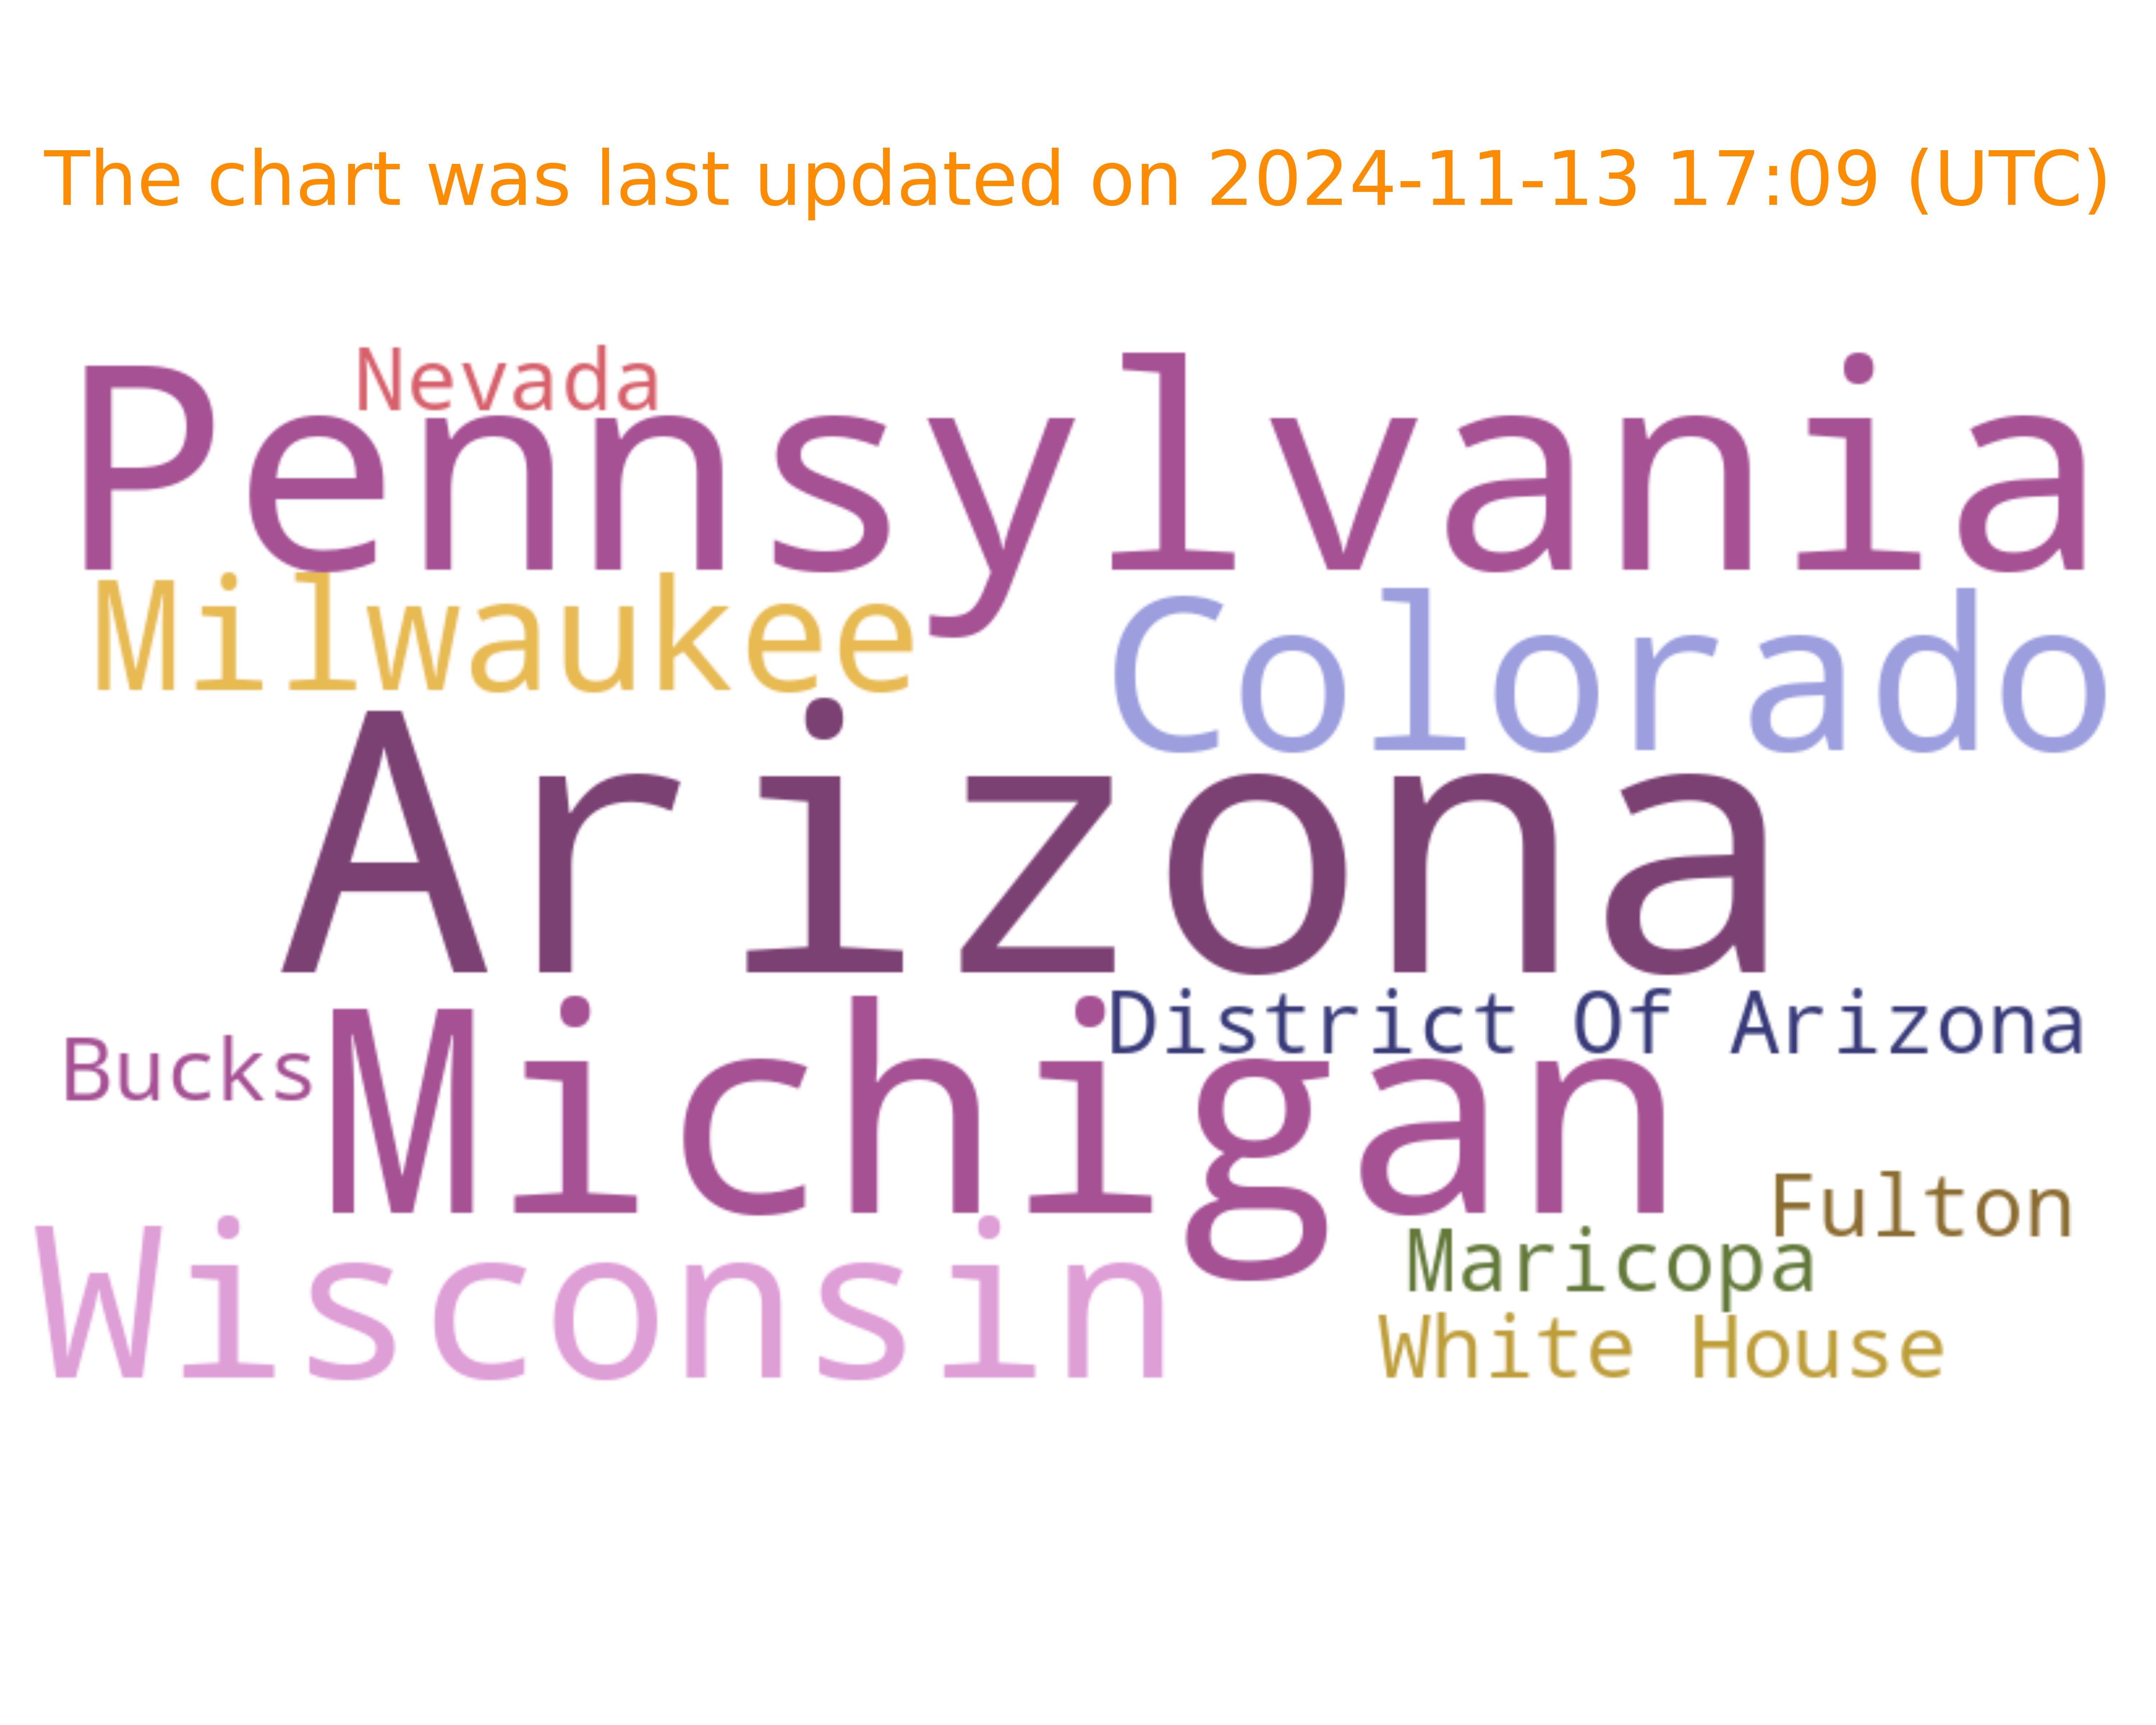 The chart was last updated on 2024-11-13 17:09 (UTC)
Nevada
Pennsylvania
Milwaukee
Colorado
Arizona
District Of Arizona
Bucks
Michigan
Fulton
Wisconsin
Maricopa
White House